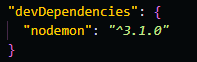 "devDependencies": {
"nodemon": "^3.1.0"
}